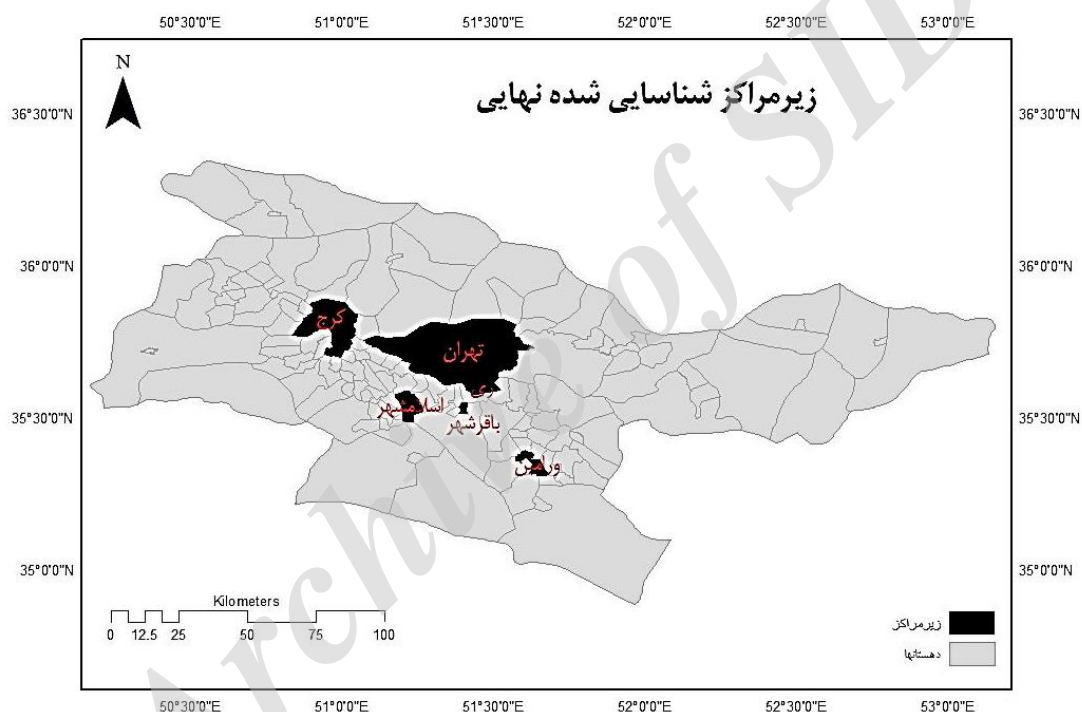 50°30'0"E 51°0'0"E 51°30'0"E 52°0'0"E 52°30'0"E 53°0'0"E
N
زیرمراکز شناسایی شده نهایی
36°30'0"N 36°30'0"N
36°0'0"N 36°0'0"N
کرج
تهران
ری
اسلامشهر
باقرشهر
35°30'0"N 35°30'0"N
ورامین
35°0'0"N 35°0'0"N
Kilometers
0 12.5 25 50 75 100
زیرمراکز
دهستانها
50°30'0"E 51°0'0"E 51°30'0"E 52°0'0"E 52°30'0"E 53°0'0"E
Archive of SID